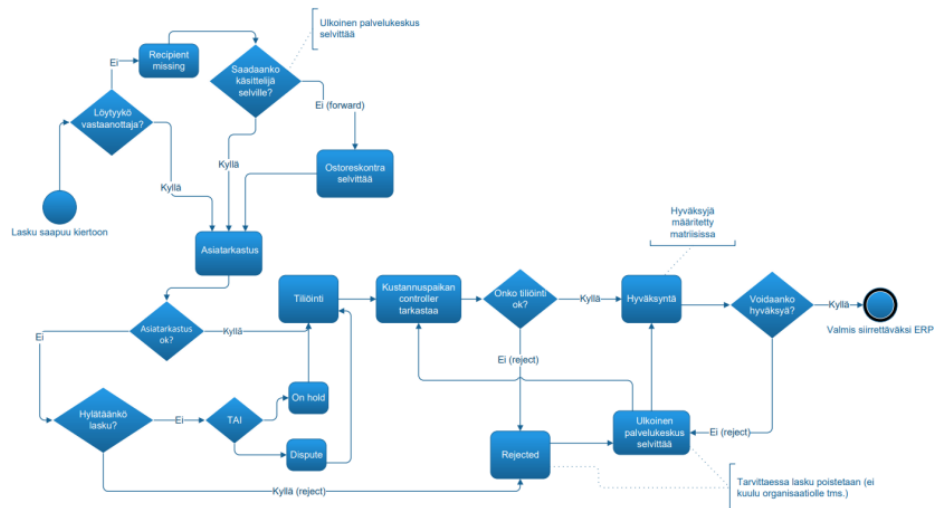 Ulkoinen palvelukeskus
selvittää
Recipient
missing
Ei
Saadaanko
käsittelijä
selville?
Löytyykö
vastaanottaja?
Ei (forward)
Kyllä
Kyllä
Ostoreskontra
selvittää
Lasku saapuu kiertoon
Asiatarkastus
Hyväksyjä
määritetty
matriisissa
Tiliöinti
Kustannuspaikan
controller
tarkastaa
Onko tiliöinti
ok?
Kyllä
Hyväksyntä
Voidaanko
hyväksyä?
Kyllä
Valmis siirrettäväksi ERP
Asiatarkastus
ok?
Ei
Kyllä
Ei (reject)
Hylätäänkö
lasku?
Ei
TAI
On hold
Dispute
Rejected
Ulkoinen
palvelukeskus
selvittää
Ei (reject)
Kyllä (reject)
Tarvittaessa lasku poistetaan (ei
kuulu organisaatiolle tms.)